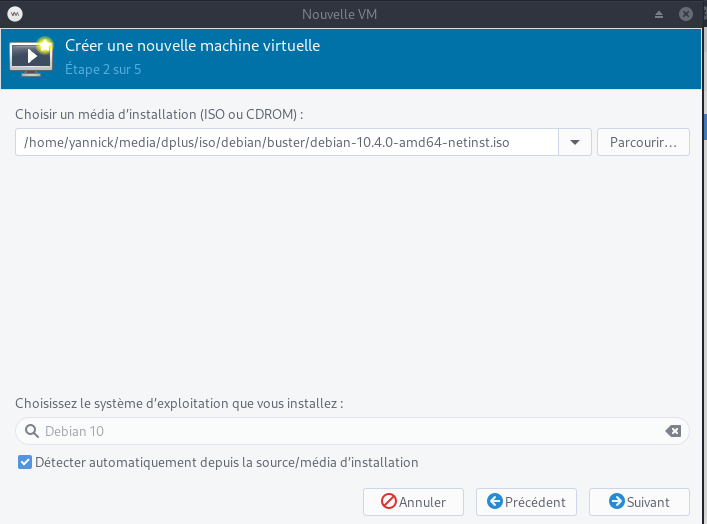 Nouvelle VM
Créer une nouvelle machine virtuelle
Étape 2 sur 5
Choisir un média d’installation (ISO ou CDROM) :
/home/yannick/media/dplus/iso/debian/buster/debian-10.4.0-amd64-netinst.iso
Parcourir…
Choisissez le système d’exploitation que vous installez :
Debian 10
Détecter automatiquement depuis la source/média d’installation
Annuler
Précédent
Suivant